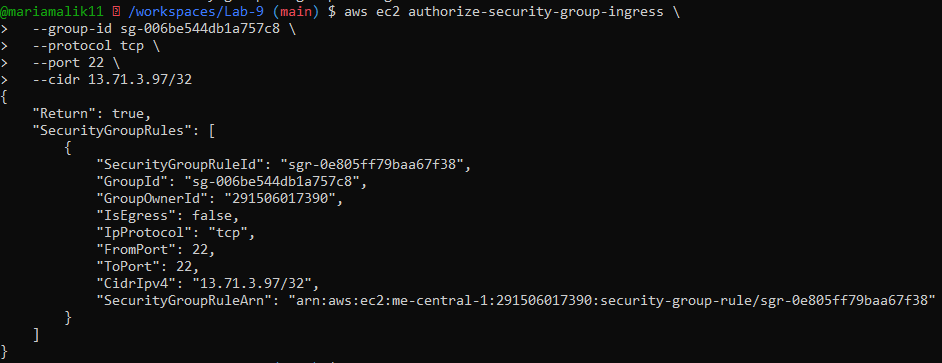 @mariamalik11 /workspaces/Lab-9 (main) $ aws ec2 authorize-security-group-ingress \
>   --group-id sg-006be544db1a757c8 \
>   --protocol tcp \
>   --port 22 \
>   --cidr 13.71.3.97/32
{
    "Return": true,
    "SecurityGroupRules": [
        {
            "SecurityGroupRuleId": "sgr-0e805ff79baa67f38",
            "GroupId": "sg-006be544db1a757c8",
            "GroupOwnerId": "291506017390",
            "IsEgress": false,
            "IpProtocol": "tcp",
            "FromPort": 22,
            "ToPort": 22,
            "CidrIpv4": "13.71.3.97/32",
            "SecurityGroupRuleArn": "arn:aws:ec2:me-central-1:291506017390:security-group-rule/sgr-0e805ff79baa67f38"
        }
    ]
}